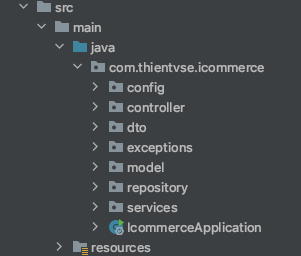 src
main
java
com.thientvse.icommerce
config
controller
dto
exceptions
model
repository
services
IcommerceApplication
resources